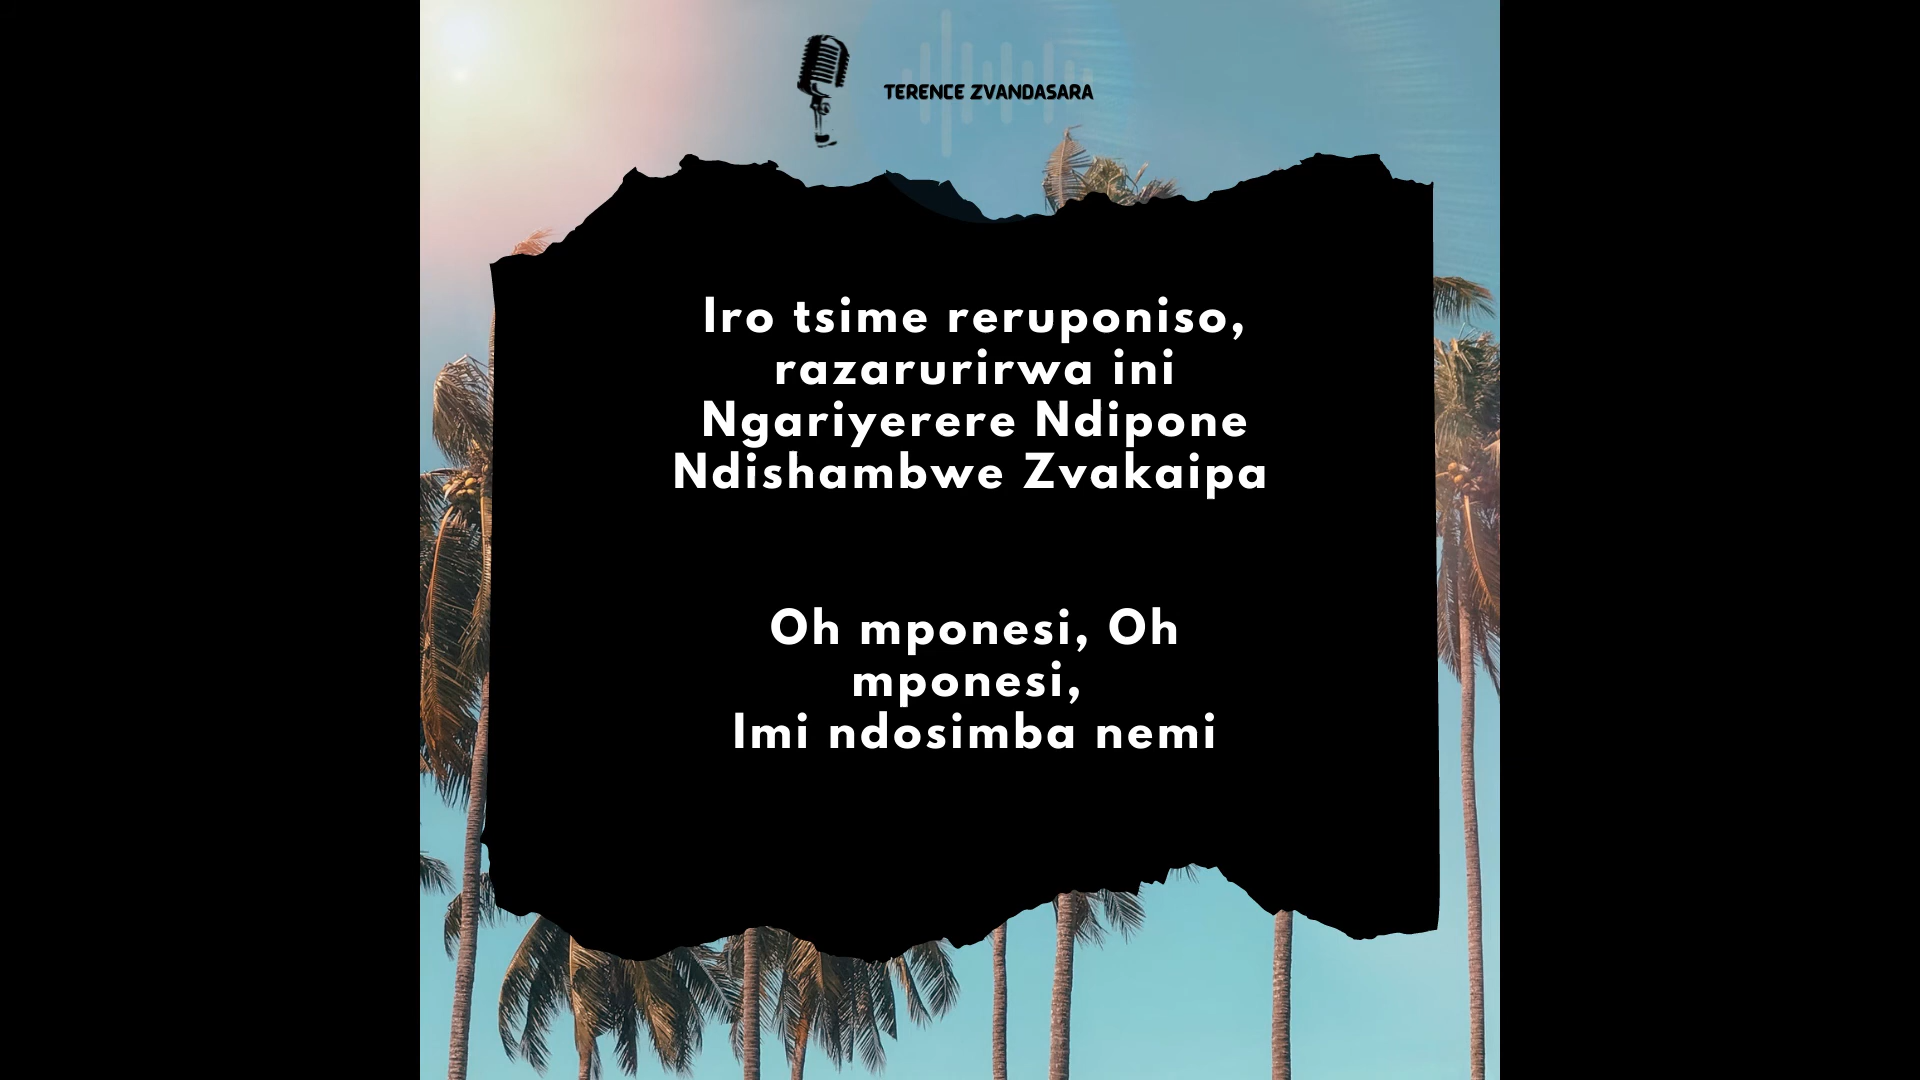 TERENCE ZVANDASARA
Iro tsime reruponiso,
razarurirwa ini
Ngariyerere Ndipone
Ndishambwe Zvakaipa
Oh mponesi, Oh
mponesi,
Imi ndosimba nemi